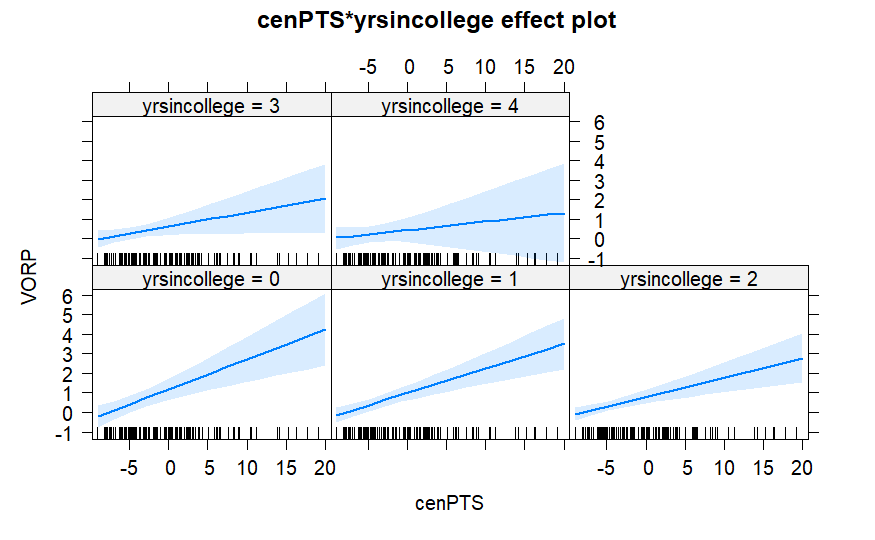 cenPTS*yrsincollege effect plot
-5 0 5 10 15 20
yrsincollege = 3 yrsincollege = 4
6
5
4
3
2
1
0
-1
VORP
yrsincollege = 0 yrsincollege = 1 yrsincollege = 2
6
5
4
3
2
1
0
-1
-5 0 5 10 15 20 -5 0 5 10 15 20
cenPTS